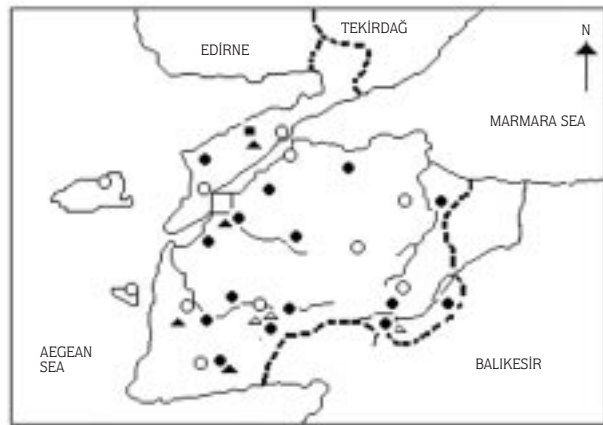 TEKİRDAĞ
EDİRNE
N
MARMARA SEA
AEGEAN
SEA
BALIKESİR